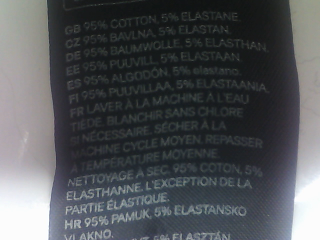 GB 95% COTTON, 5% ELASTANE.
CZ 95% BAVLNA, 5% ELASTAN.
DE 95% BAUMWOLLE, 5% ELASTHAN.
EE 95% PUUVILL, 5% ELASTAAN.
ES 95% ALGODÓN, 5% elastano.
FI 95% PUUVILLAA, 5% ELASTAANIA.
FR LAVER À LA MACHINE À L'EAU
TIÈDE. BLANCHIR SANS CHLORE
SI NÉCESSAIRE. SÉCHER À LA
MACHINE CYCLE MOYEN. REPASSER
À TEMPÉRATURE MOYENNE.
NETTOYAGE À SEC. 95% COTON, 5%
ELASTHANNE. L'EXCEPTION DE LA
PARTIE ÉLASTIQUE.
HR 95% PAMUK, 5% ELASTANSKO
VLAKNO.
5% ELASZTÁN